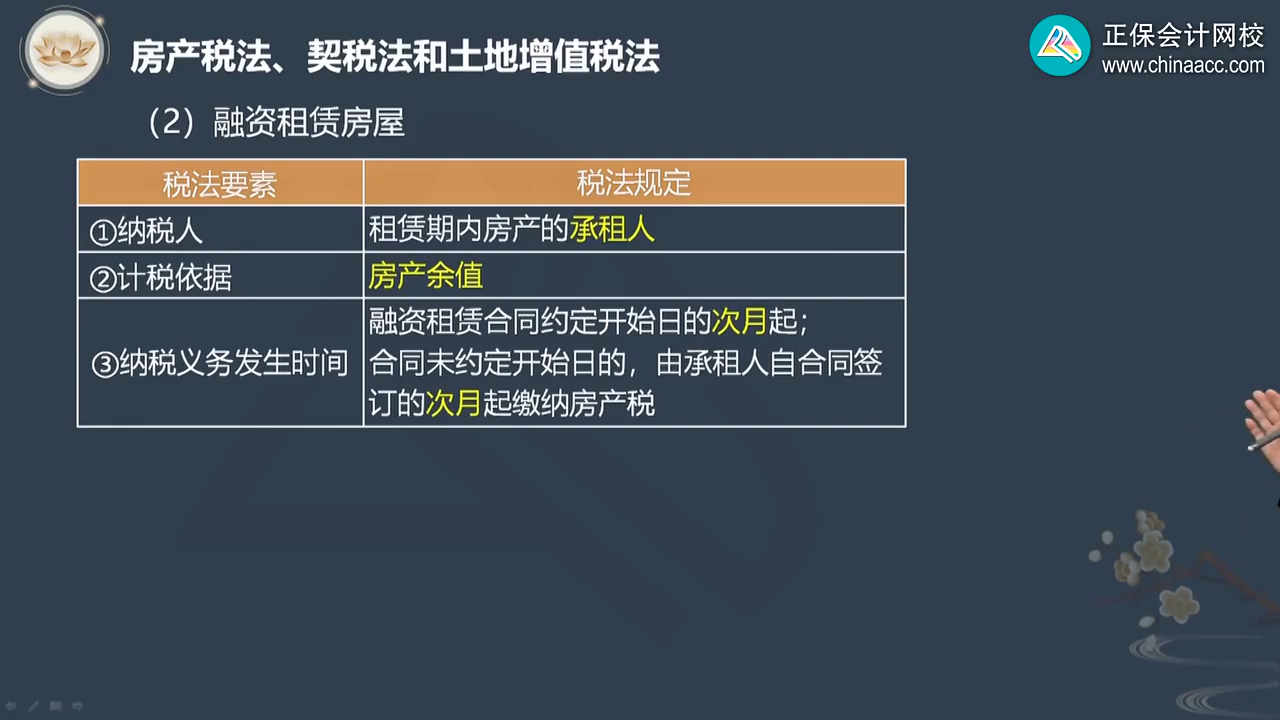 房产税法、契税法和土地增值税法
正保会计网校
www.chinaacc.com
（2）融资租赁房屋
税法要素
税法规定
①纳税人
租赁期内房产的承租人
②计税依据
房产余值
③纳税义务发生时间
融资租赁合同约定开始日的次月起；
合同未约定开始日的，由承租人自合同签
订的次月起缴纳房产税